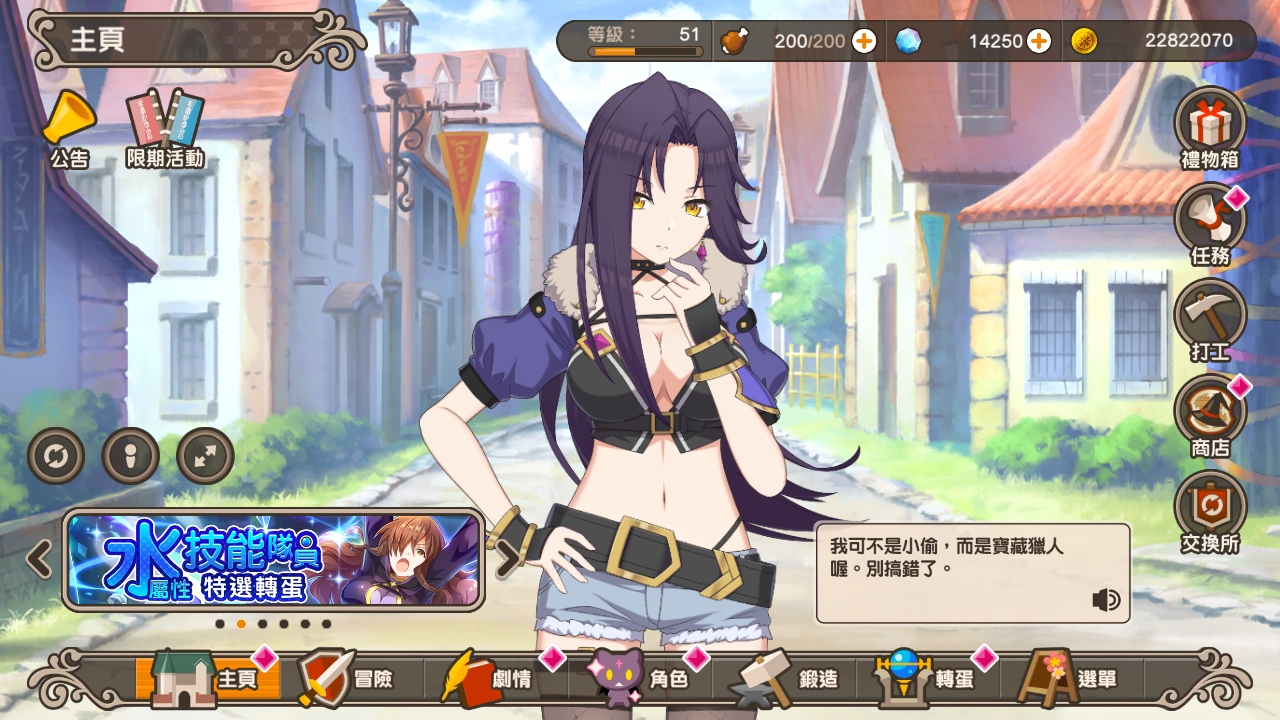 主頁
等級：
51
200/200
14250
22822070
公告
限期活動
禮物箱
任務
打工
商店
交換所
水技能隊員
屬性 特選轉蛋
我可不是小偷，而是寶藏獵人
喔。別搞錯了。
主頁
冒險
劇情
角色
鍛造
轉蛋
選單